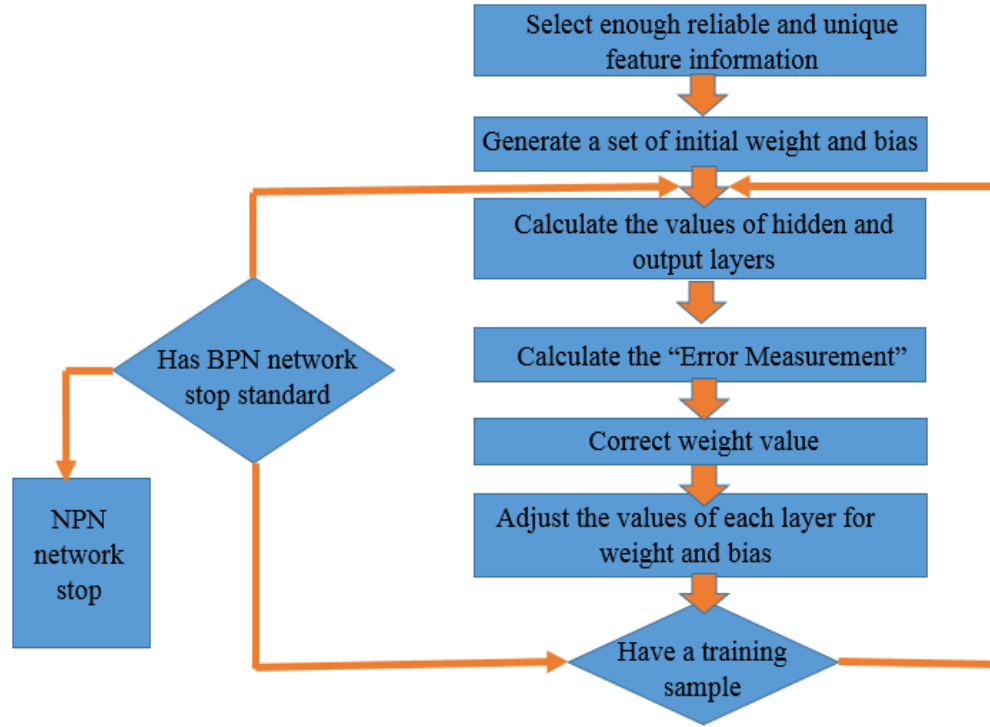 Select enough reliable and unique
feature information
Generate a set of initial weight and bias
Calculate the values of hidden and
output layers
Calculate the “Error Measurement”
Correct weight value
Adjust the values of each layer for
weight and bias
Have a training
sample
Has BPN network
stop standard
NPN
network
stop